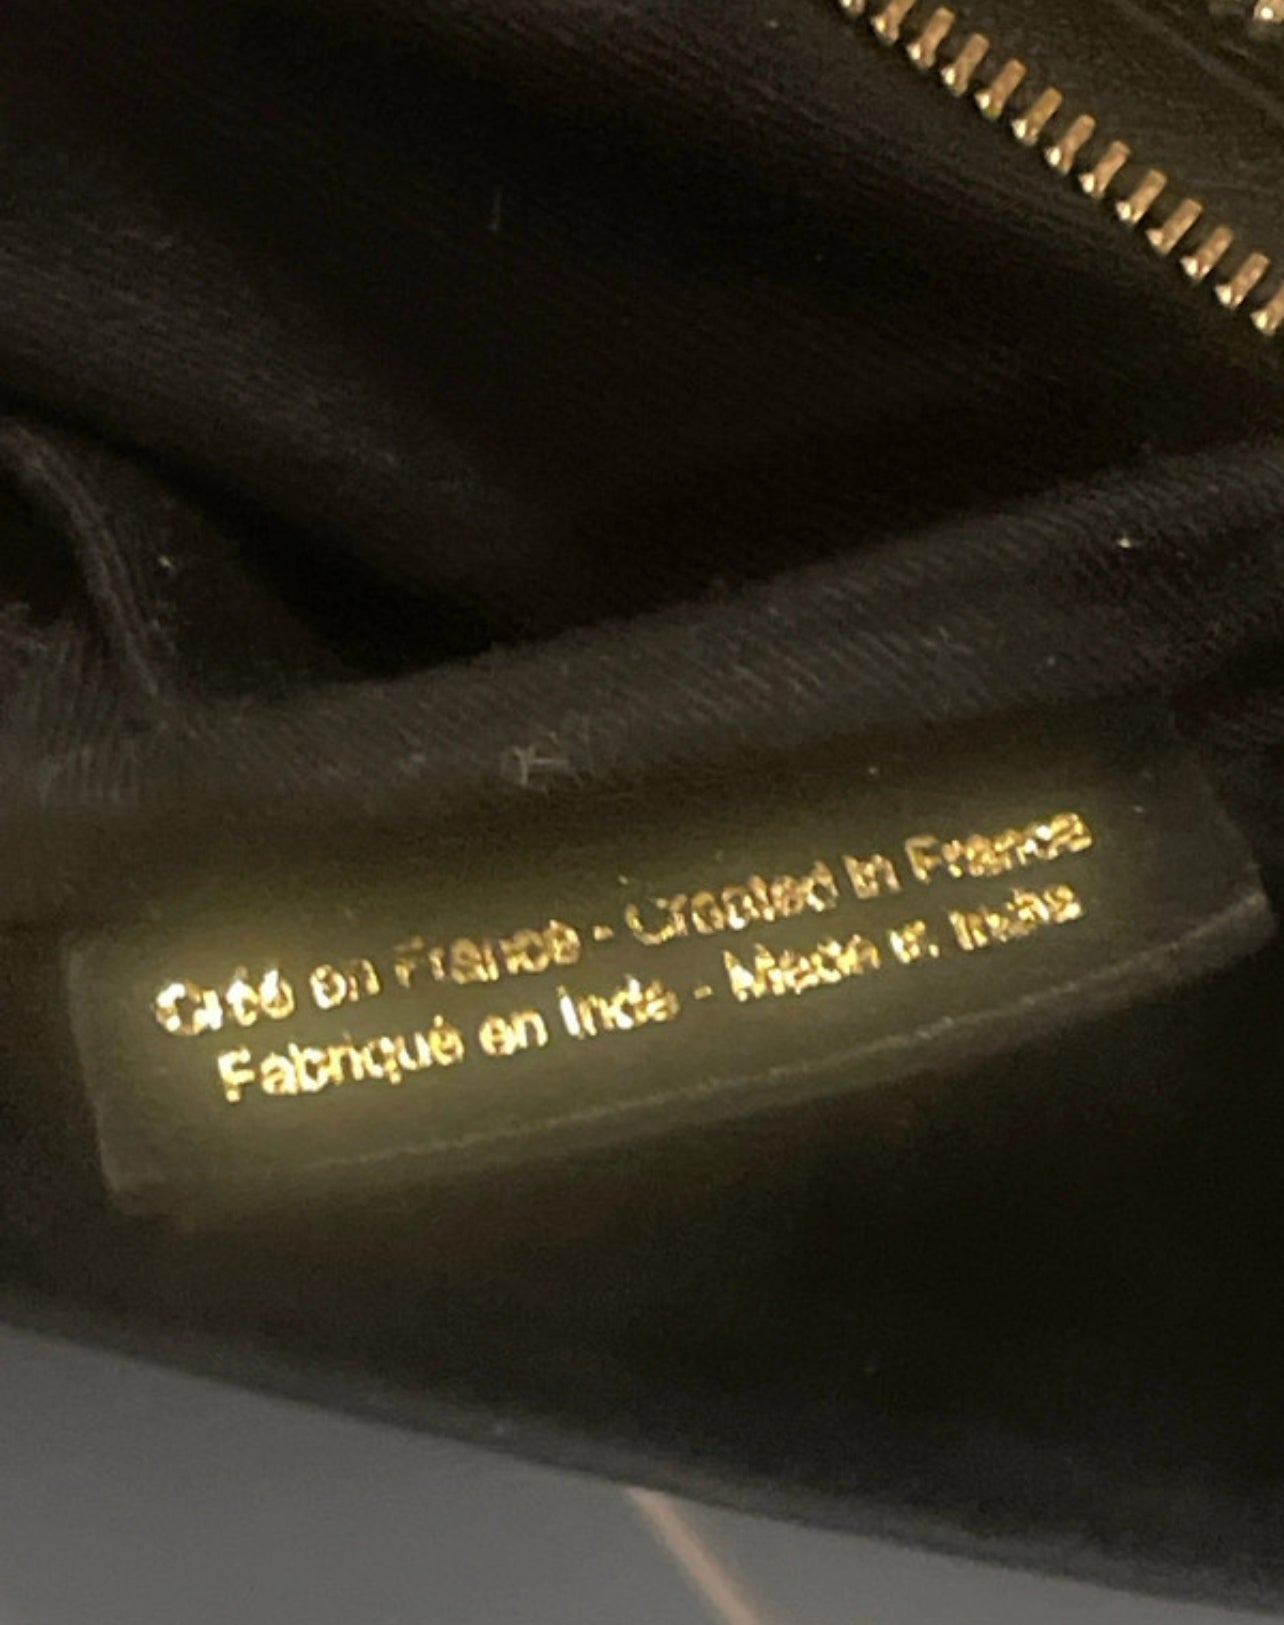 Créé en France - Created in France
Fabriqué en Inde - Made in India